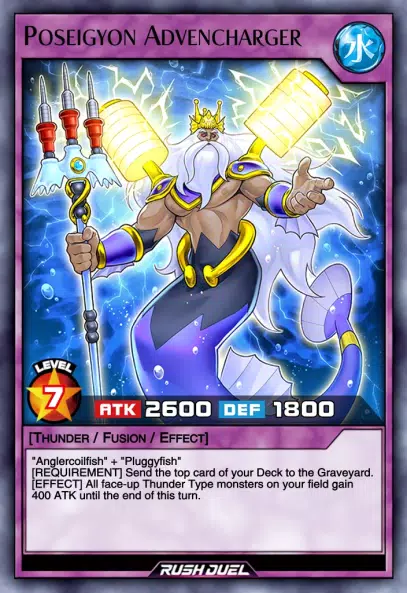 Poseigyon Advencharger
水
LEVEL
7
ATK 2600 DEF 1800
[Thunder / Fusion / Effect]
"Anglercoilfish" + "Pluggyfish"
[REQUIREMENT] Send the top card of your Deck to the Graveyard.
[EFFECT] All face-up Thunder Type monsters on your field gain
400 ATK until the end of this turn.
RUSH DUEL